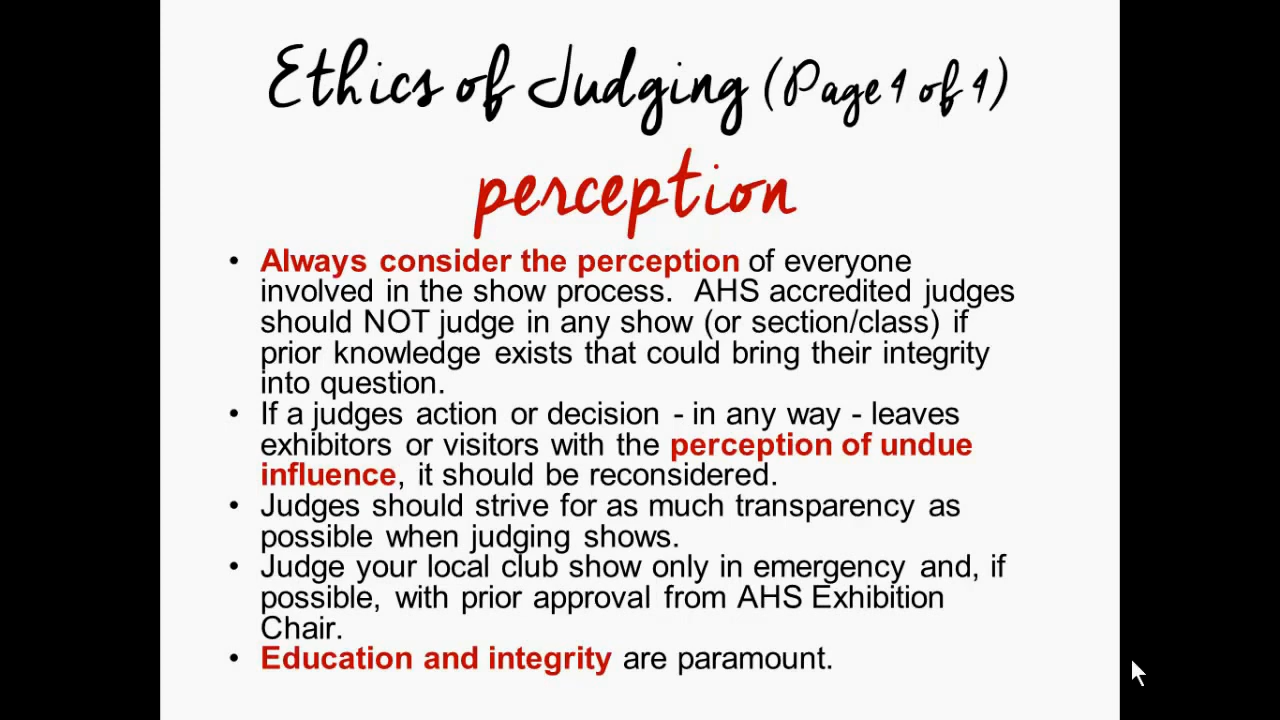 Ethics of Judging (Page 4 of 4)
perception
• Always consider the perception of everyone
involved in the show process. AHS accredited judges
should NOT judge in any show (or section/class) if
prior knowledge exists that could bring their integrity
into question.
• If a judges action or decision - in any way - leaves
exhibitors or visitors with the perception of undue
influence, it should be reconsidered.
• Judges should strive for as much transparency as
possible when judging shows.
• Judge your local club show only in emergency and, if
possible, with prior approval from AHS Exhibition
Chair.
• Education and integrity are paramount.